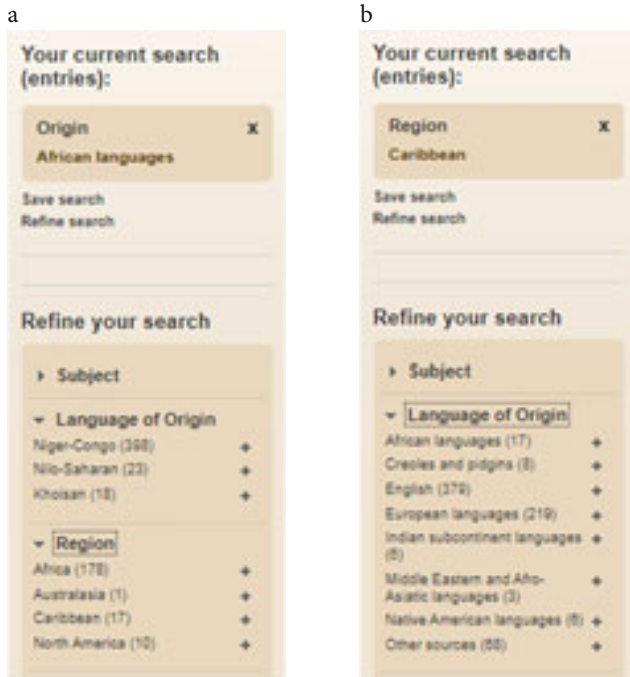 a
Your current search
(entries):
Origin x
African languages
Save search
Refine search
Refine your search
Subject
Language of Origin
Niger-Congo (398) +
Nilo-Saharan (23) +
Khoisan (18) +
Region
Africa (178) +
Australasia (1) +
Caribbean (17) +
North America (10) +
b
Your current search
(entries):
Region x
Caribbean
Save search
Refine search
Refine your search
Subject
Language of Origin
African languages (17) +
Creoles and pidgins (8) +
English (379) +
European languages (219) +
Indian subcontinent languages +
(6)
Middle Eastern and Afro- +
Asiatic languages (3)
Native American languages (6) +
Other sources (68) +